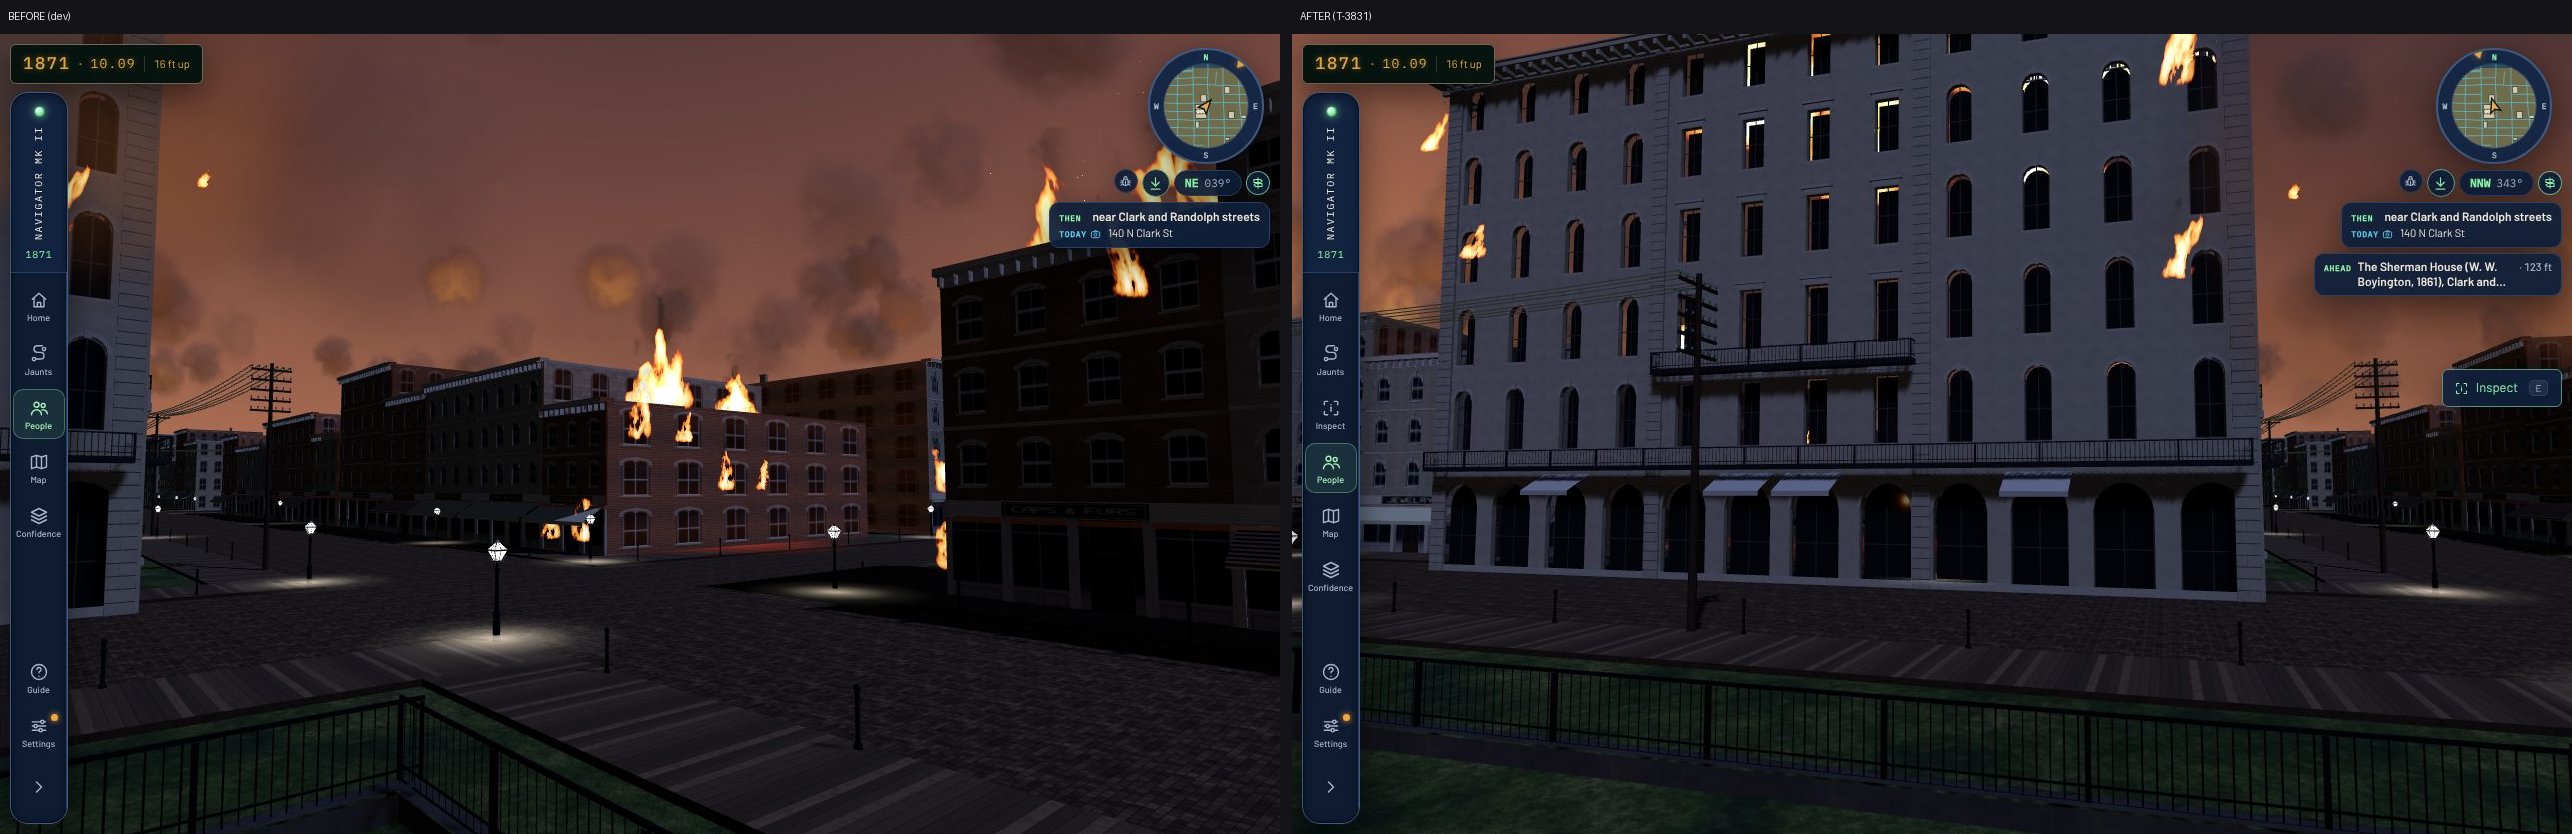 BEFORE (dev)
1871 · 10.09 16 ft up
NAVIGATOR MK II
1871
Home
Jaunts
People
Map
Confidence
Guide
Settings
N
W
E
S
NE 039°
THEN near Clark and Randolph streets
TODAY 140 N Clark St
CAPS & FURS
AFTER (T-3831)
1871 · 10.09 16 ft up
NAVIGATOR MK II
1871
Home
Jaunts
Inspect
People
Map
Confidence
Guide
Settings
N
W
E
S
NNW 343°
THEN near Clark and Randolph streets
TODAY 140 N Clark St
AHEAD The Sherman House (W. W. · 123 ft
Boyington, 1861), Clark and...
Inspect E